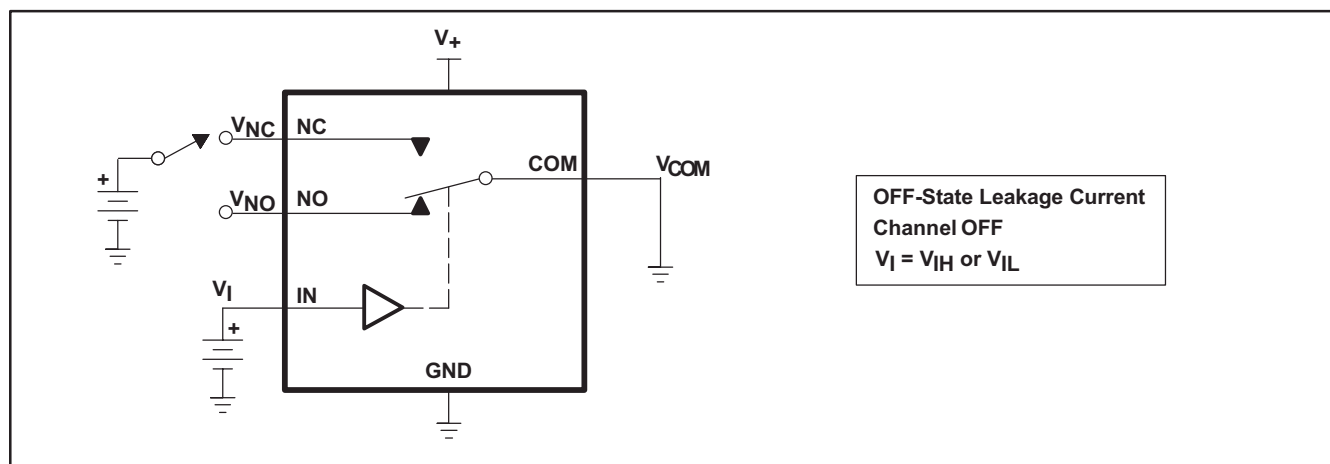 V+
VNC NC
COM VCOM
+
VNO NO
VI IN
+
GND
OFF-State Leakage Current
Channel OFF
VI = VIH or VIL